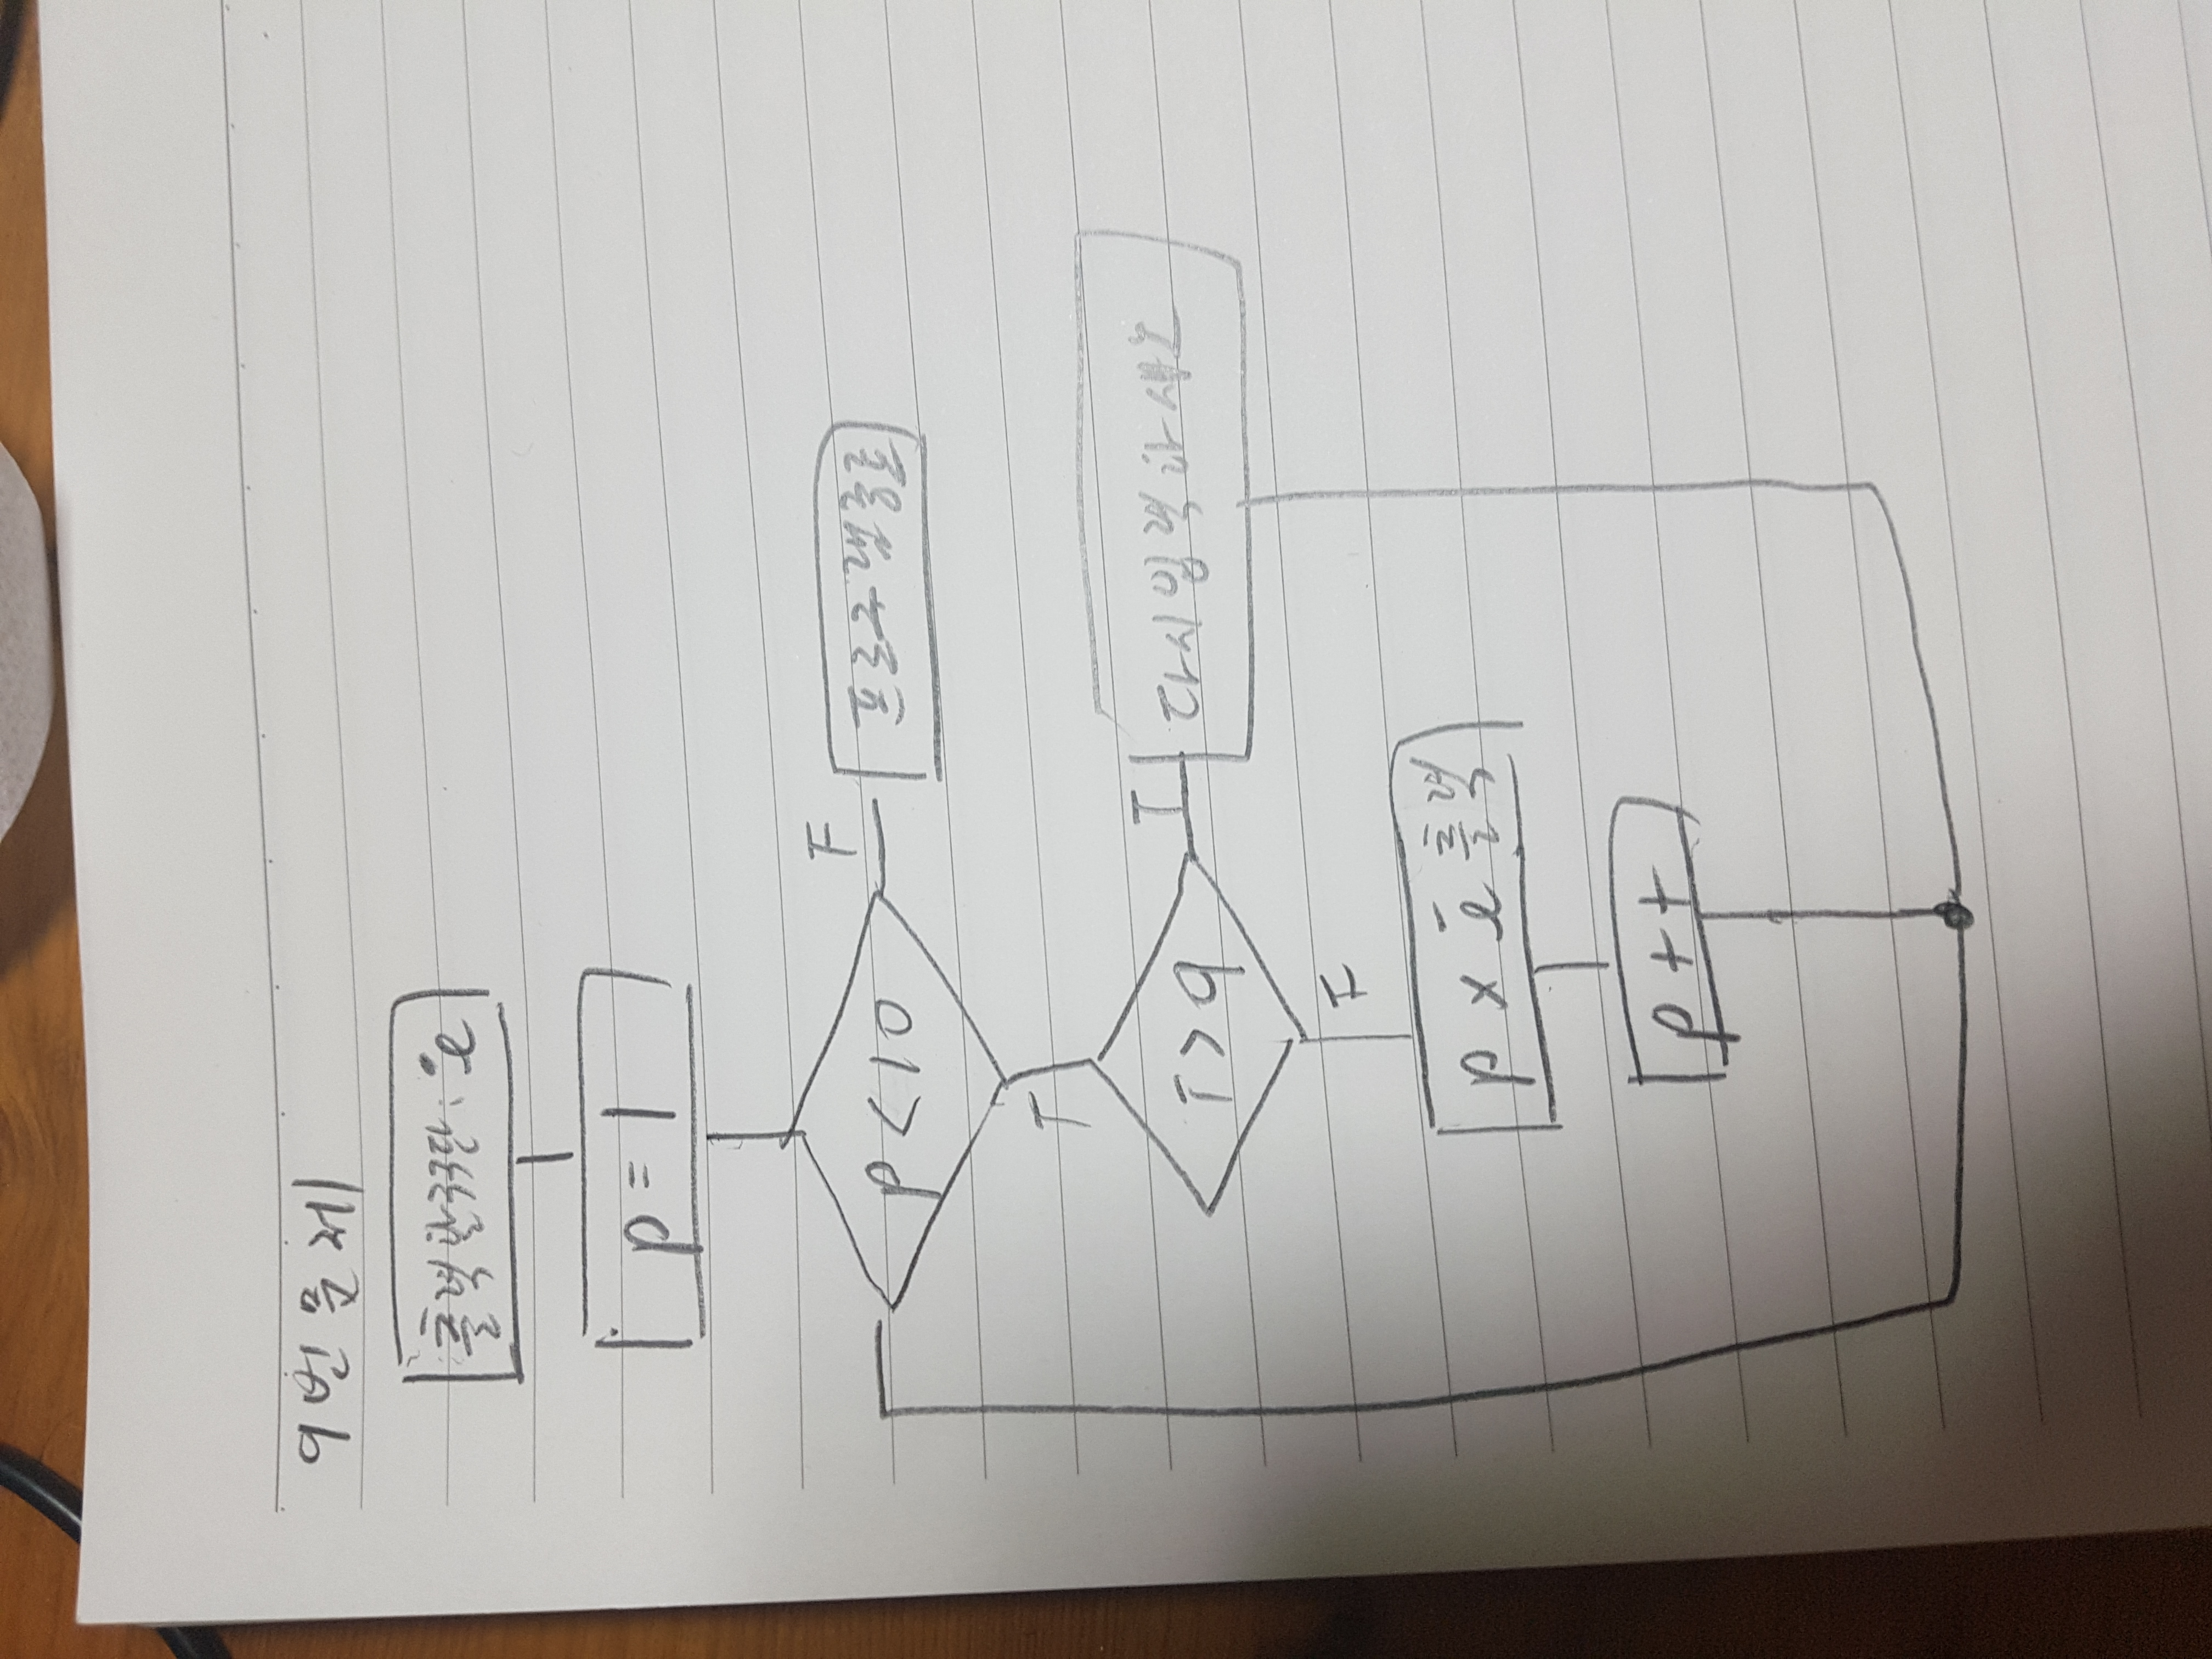 9번 문제
출력할 구구단 : i
p = 1
p < 10
F
프로그램 종료
T
i > 9
T
다시 입력하세요
F
p x i 출력
p + +